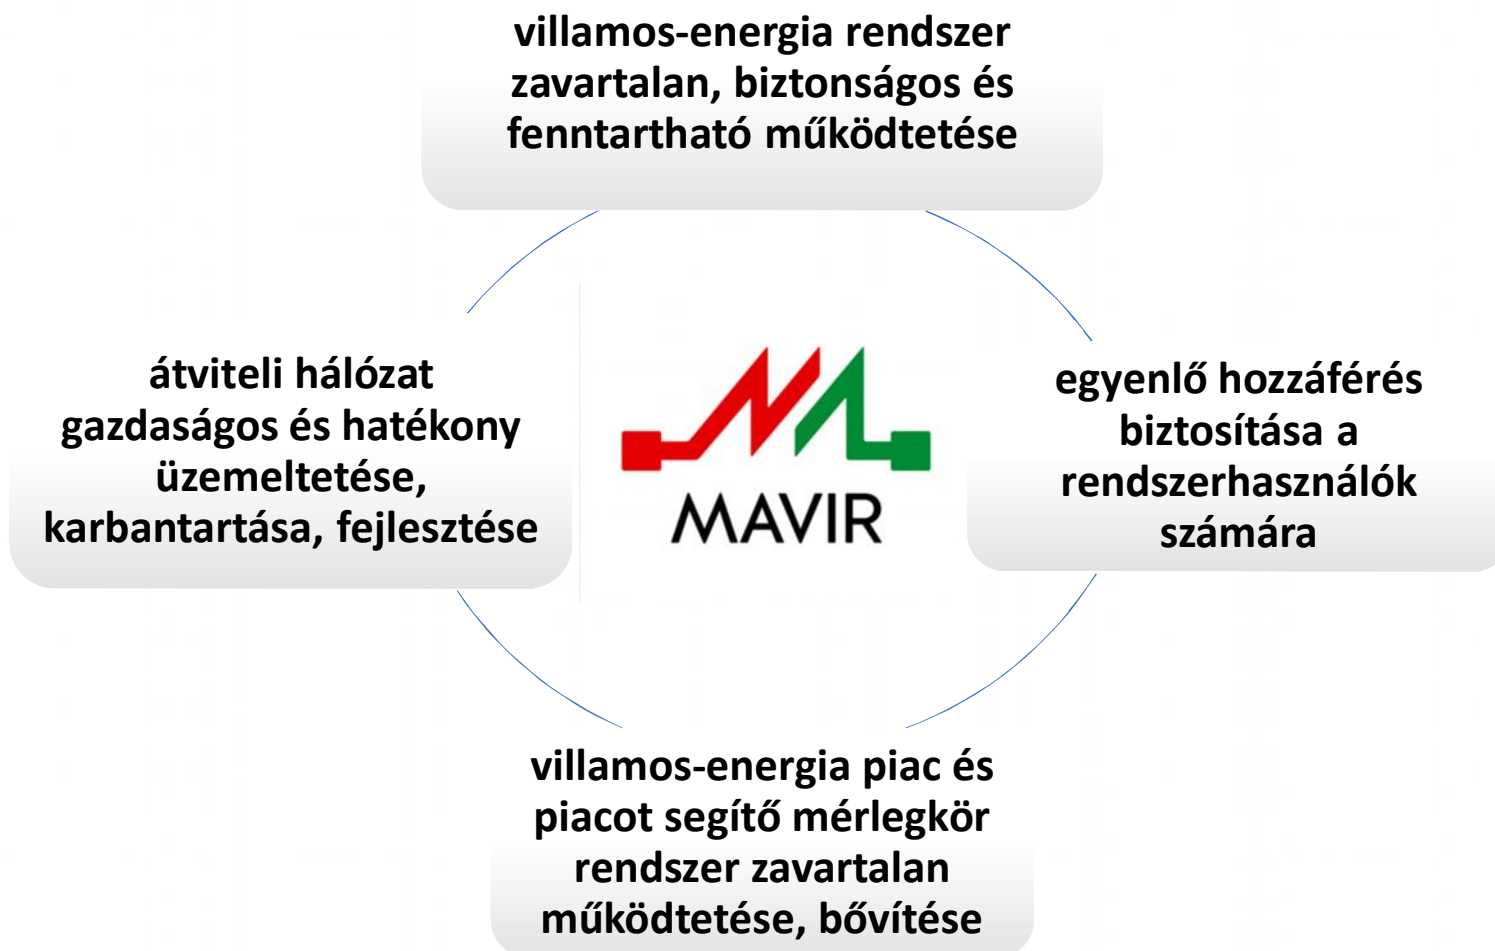 villamos-energia rendszer
zavartalan, biztonságos és
fenntartható működtetése
átviteli hálózat
gazdaságos és hatékony
üzemeltetése,
karbantartása, fejlesztése
MAVIR
egyenlő hozzáférés
biztosítása a
rendszerhasználók
számára
villamos-energia piac és
piacot segítő mérlegkör
rendszer zavartalan
működtetése, bővítése